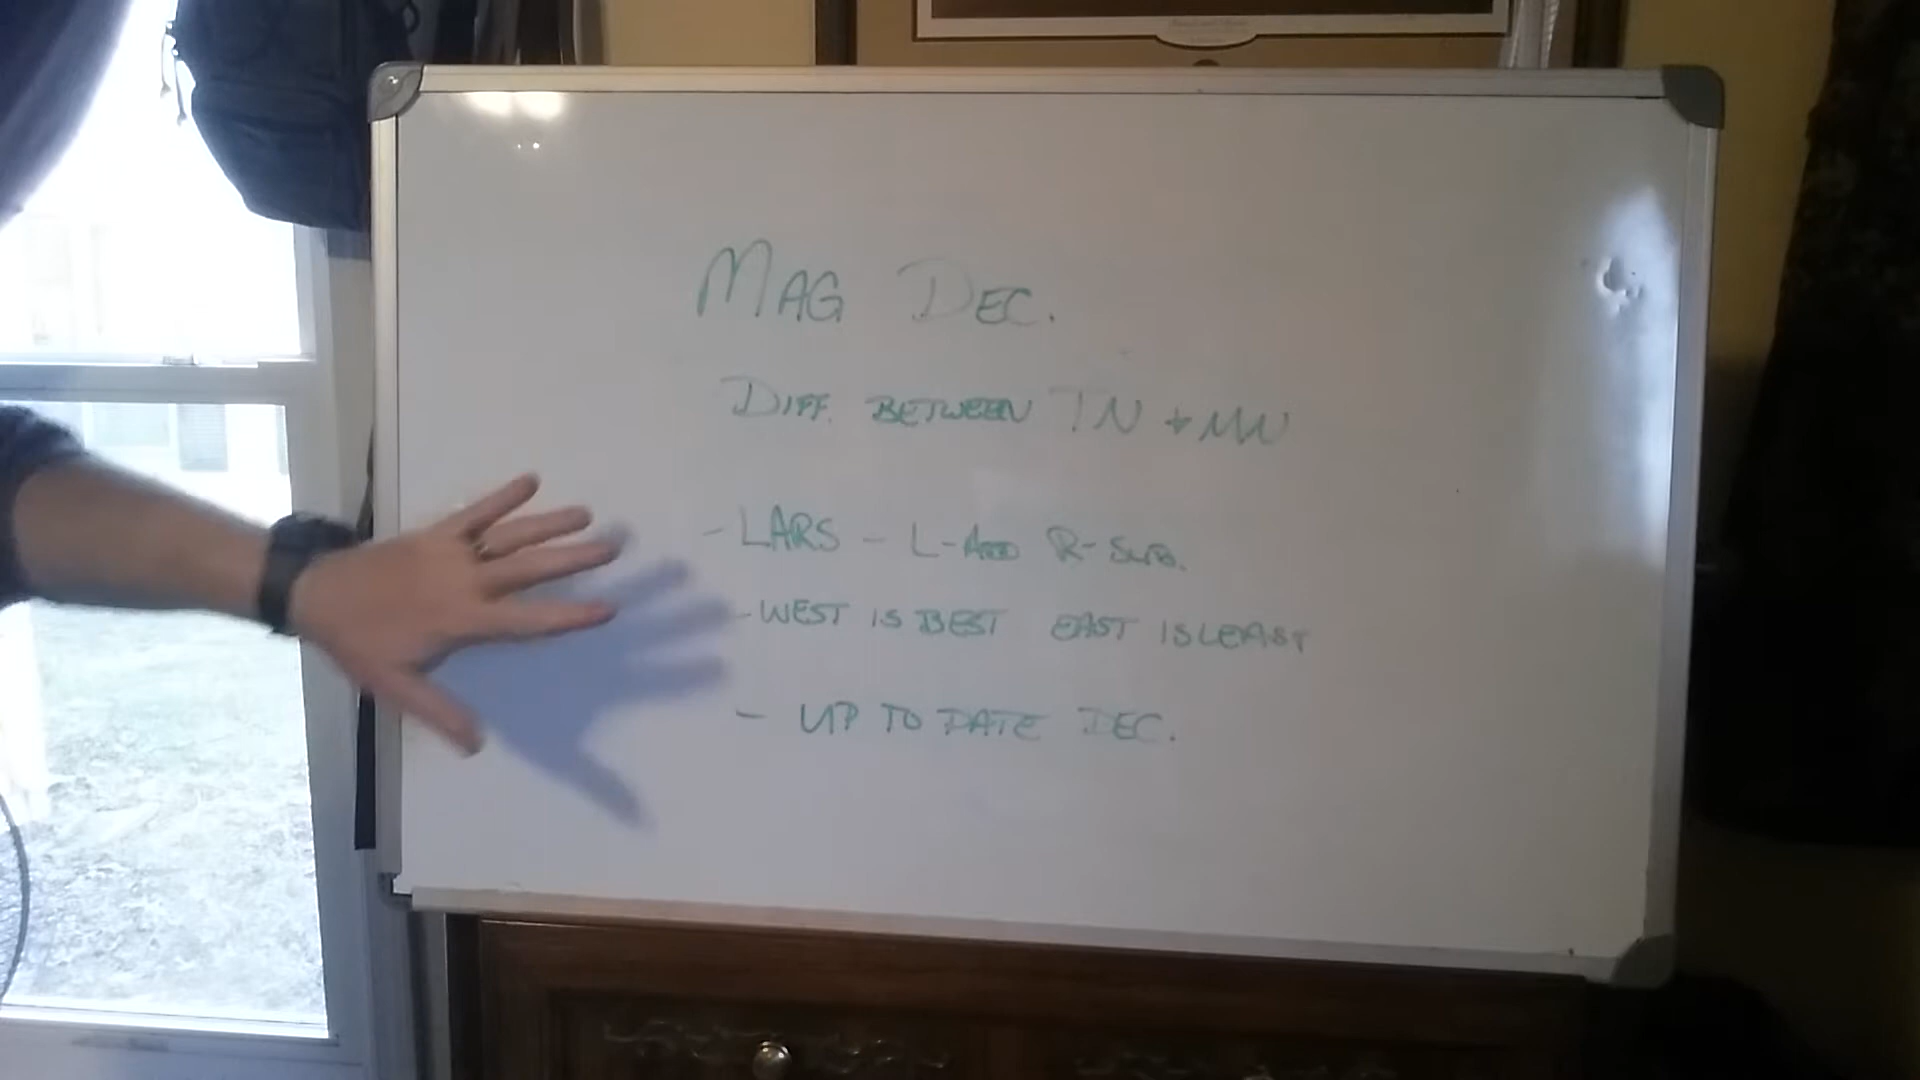 MAG DEC.
DIFF. BETWEEN TN + MN
- LARS - L-ADD R-SUB.
- WEST IS BEST EAST IS LEAST
- UP TO DATE DEC.